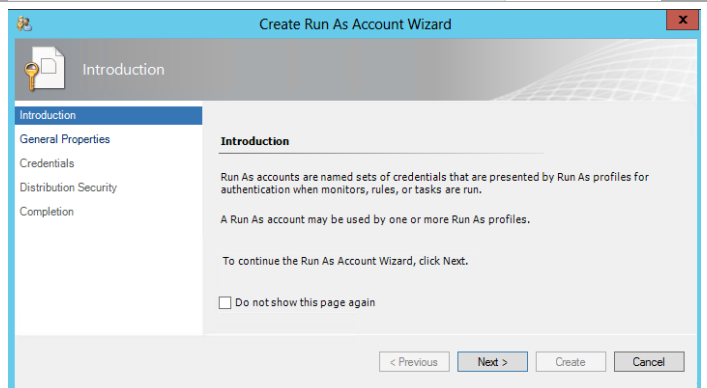 Create Run As Account Wizard
x
Introduction
Introduction
General Properties
Credentials
Distribution Security
Completion
Introduction
Run As accounts are named sets of credentials that are presented by Run As profiles for
authentication when monitors, rules, or tasks are run.
A Run As account may be used by one or more Run As profiles.
To continue the Run As Account Wizard, click Next.
Do not show this page again
< Previous
Next >
Create
Cancel